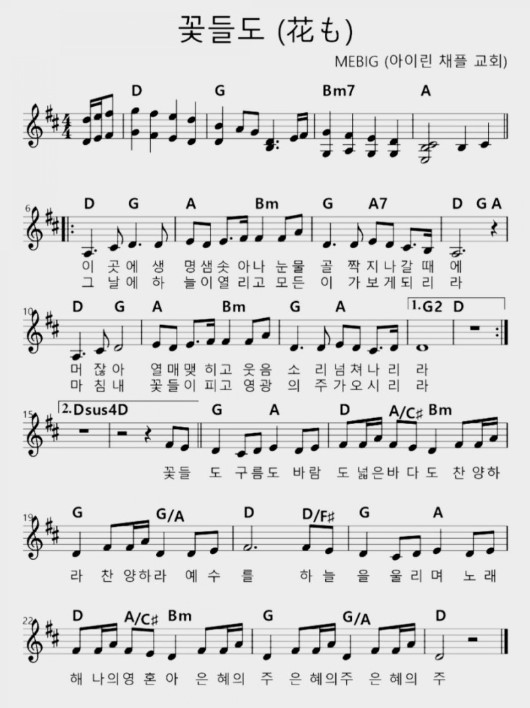 꽃들도 (花も)
MEBIG (아이린 채플 교회)
D G Bm7 A
4
4
6
D G A Bm G A7 D G A
이 곳에 생 명샘솟 아나 눈물 골 짝지나갈 때 에
그 날에 하 늘이열 리고 모든 이 가보게되 리 라
10
D G A Bm G A 1.G2 D
머 잖아 열매맺 히고 웃음 소 리넘쳐나 리 라
마 침내 꽃들이 피고 영광 의 주가오시 리 라
15
2.Dsus4D G A D A/C♯ Bm
꽃들 도 구름도 바람 도넓은바 다도 찬양하
19
G G/A D D/F♯ G A
라 찬양하라 예수 를 하늘 을 울리며 노래
22
D A/C♯ Bm G G/A D
해 나의영 혼아 은혜의 주 은혜의주 은혜의 주